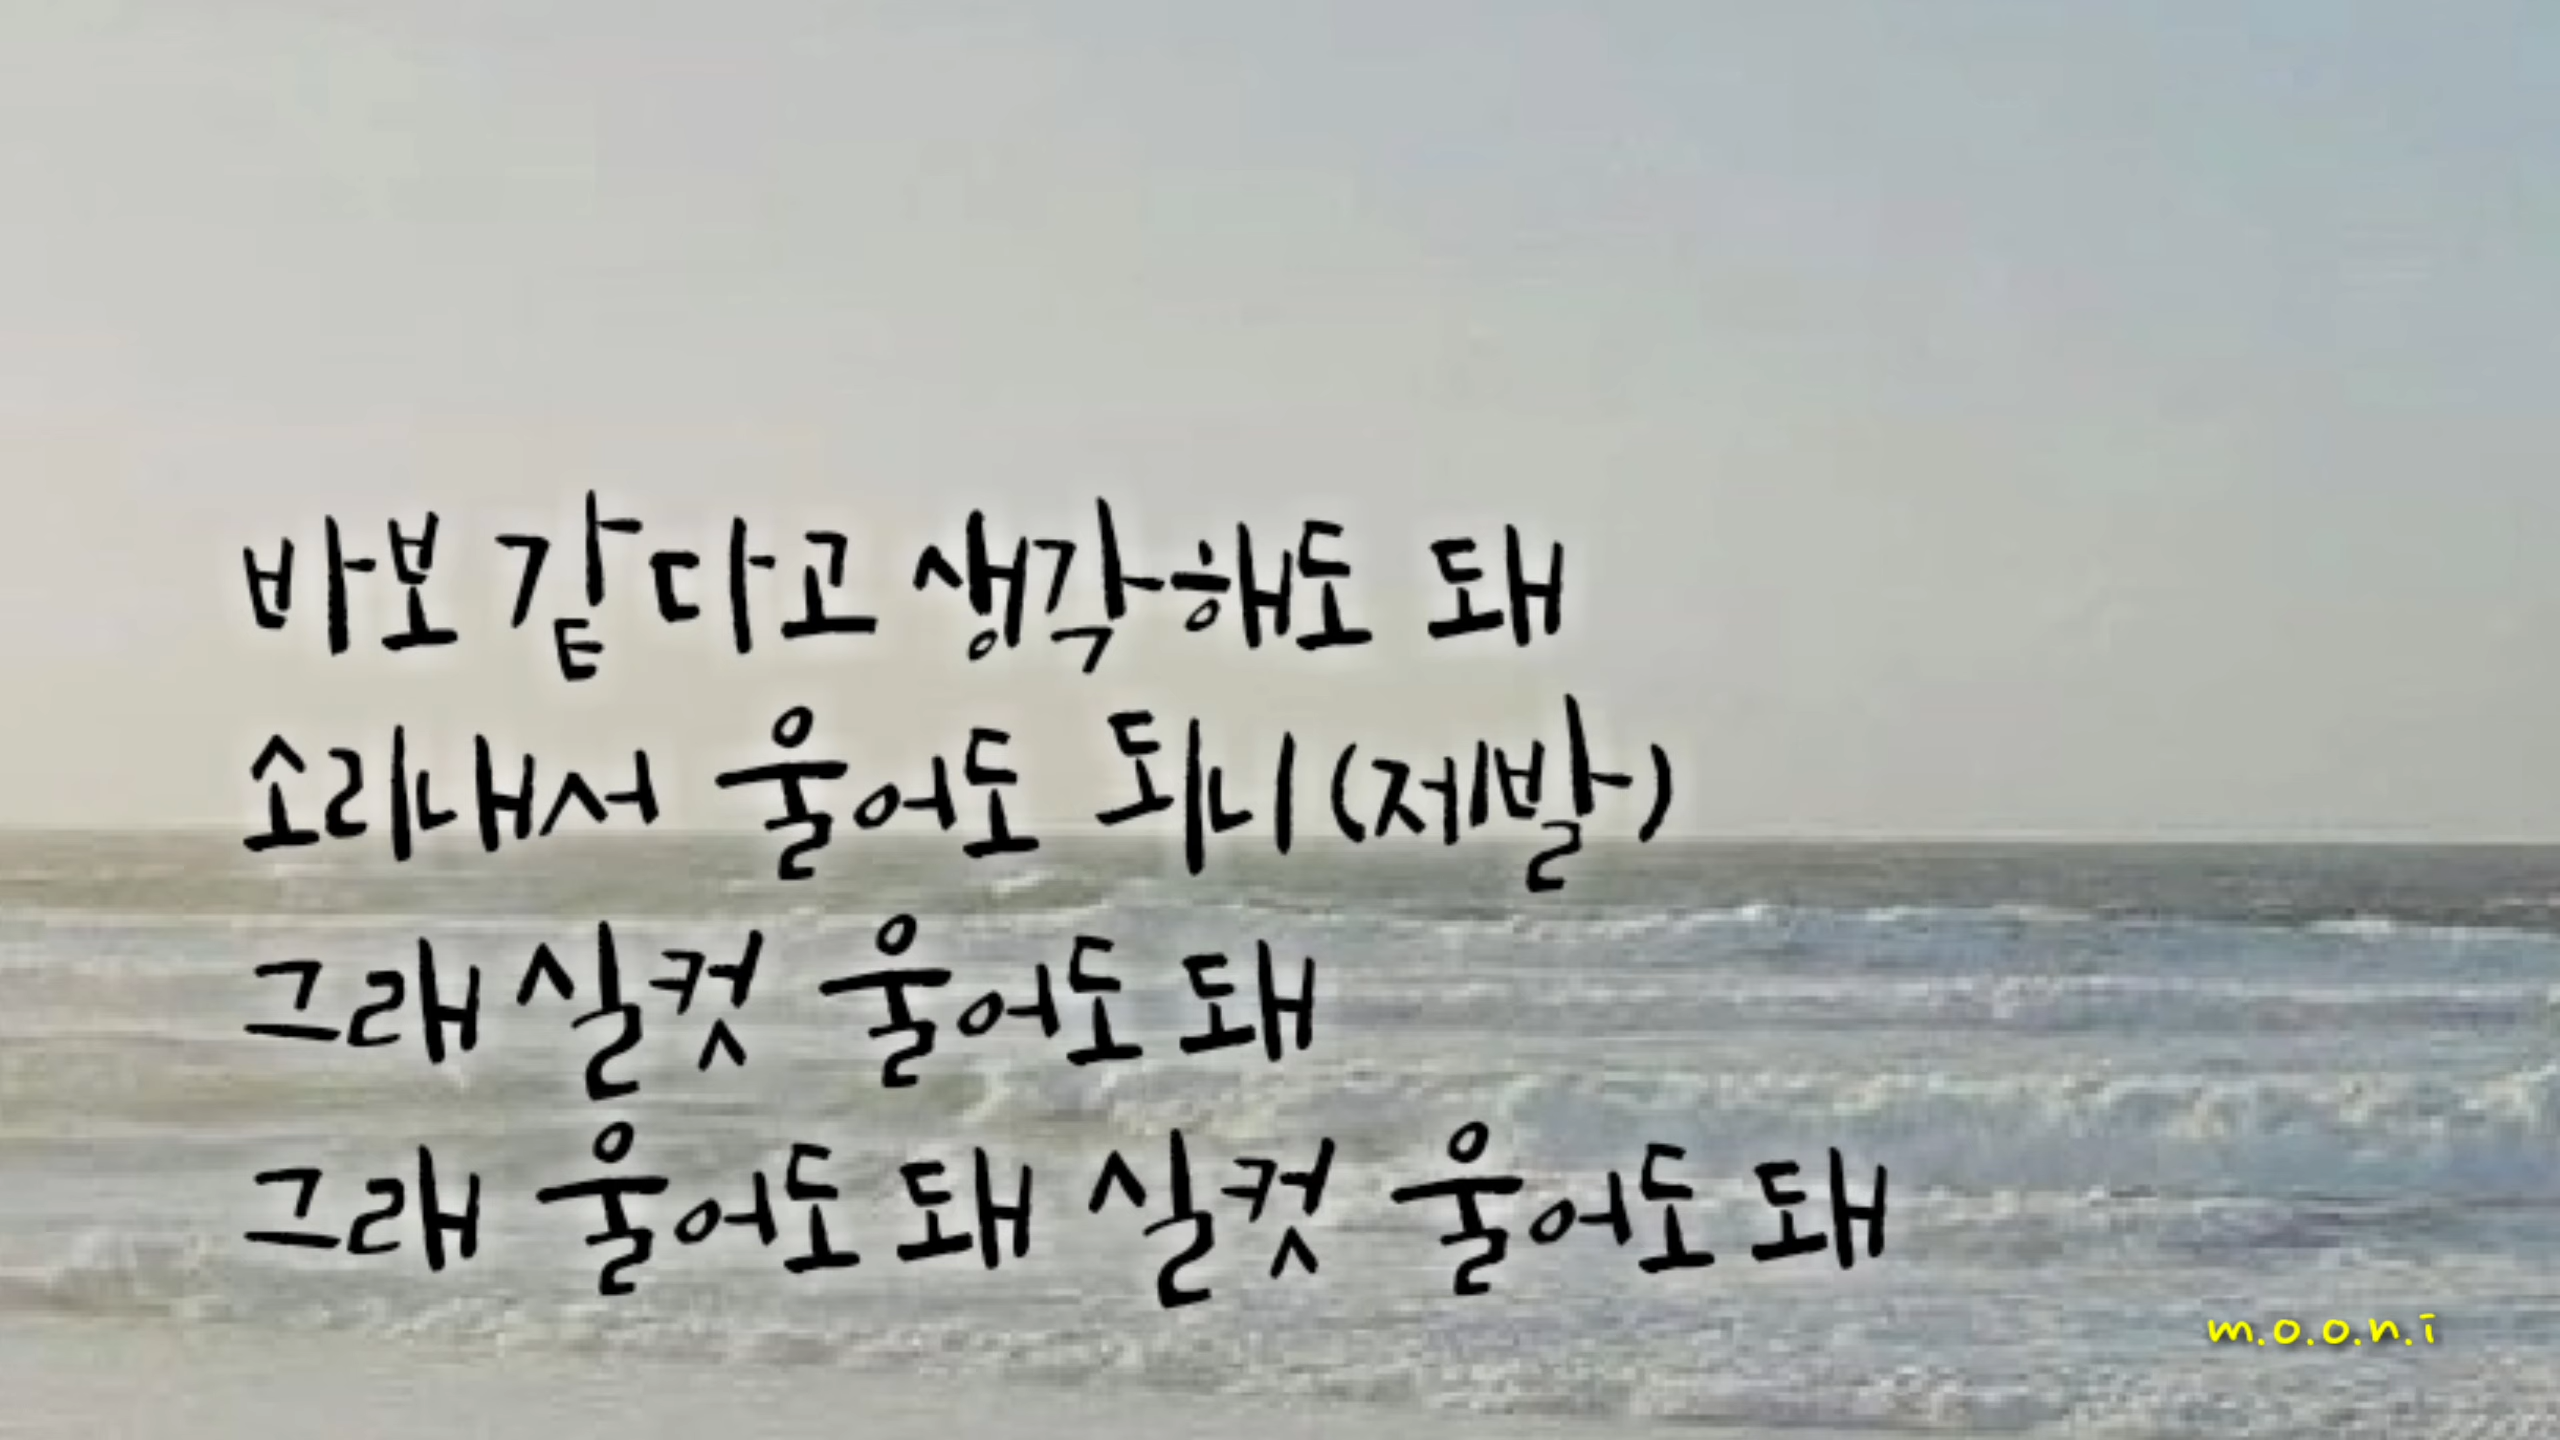 바보 같다고 생각해도 돼
소리내서 울어도 되니(제발)
그래 실컷 울어도 돼
그래 울어도 돼 실컷 울어도 돼
m.o.o.n.i